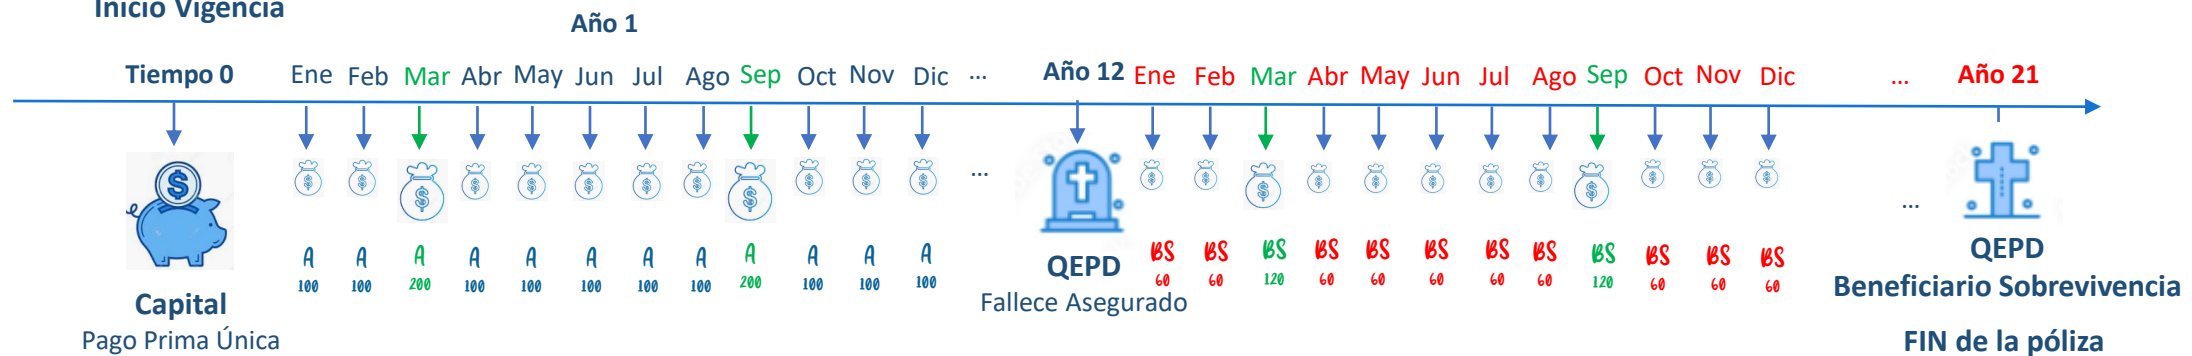 Inicio Vigencia
Año 1
Tiempo 0 Ene Feb Mar Abr May Jun Jul Ago Sep Oct Nov Dic ... Año 12 Ene Feb Mar Abr May Jun Jul Ago Sep Oct Nov Dic ... Año 21
$ $ $ $ $ $ $ $ $ $ $ $ $ ... $ $ $ $ $ $ $ $ $ $ $ $ ...
A A A A A A A A A A A A QEPD BS BS BS BS BS BS BS BS BS BS BS BS QEPD
100 100 200 100 100 100 100 100 200 100 100 100 60 60 120 60 60 60 60 60 120 60 60 60
Capital Fallece Asegurado Beneficiario Sobrevivencia
Pago Prima Única FIN de la póliza